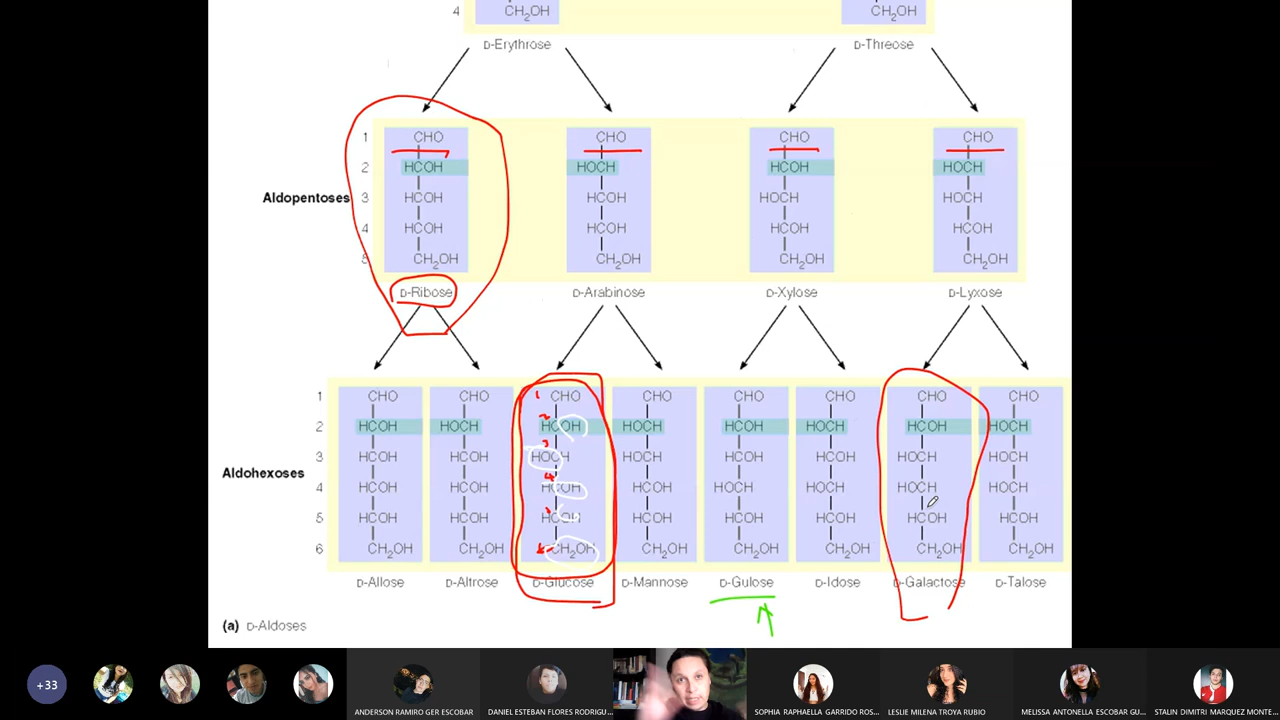 4 CH2OH CH2OH
D-Erythrose D-Threose
1 CHO CHO CHO CHO
2 HCOH HOCH HCOH HOCH
Aldopentoses 3 HCOH HCOH HOCH HOCH
4 HCOH HCOH HCOH HCOH
5 CH2OH CH2OH CH2OH CH2OH
D-Ribose D-Arabinose D-Xylose D-Lyxose
1 CHO CHO 1 CHO CHO CHO CHO CHO CHO
2 HCOH HOCH 2 HCOH HOCH HCOH HOCH HCOH HOCH
3 HCOH HCOH HOCH HOCH HCOH HCOH HOCH HOCH
Aldohexoses
4 HCOH HCOH 4 HCOH HCOH HOCH HOCH HOCH HOCH
5 HCOH HCOH HCOH HCOH HCOH HCOH HCOH HCOH
6 CH2OH CH2OH CH2OH CH2OH CH2OH CH2OH CH2OH CH2OH
D-Allose D-Altrose D-Glucose D-Mannose D-Gulose D-Idose D-Galactose D-Talose
(a) D-Aldoses
+33
ANDERSON RAMIRO GER ESCOBAR
DANIEL ESTEBAN FLORES RODRIGU...
SOPHIA RAPHAELLA GARRIDO ROS...
LESLIE MILENA TROYA RUBIO
MELISSA ANTONELLA ESCOBAR GU...
STALIN DIMITRI MARQUEZ MONTE...